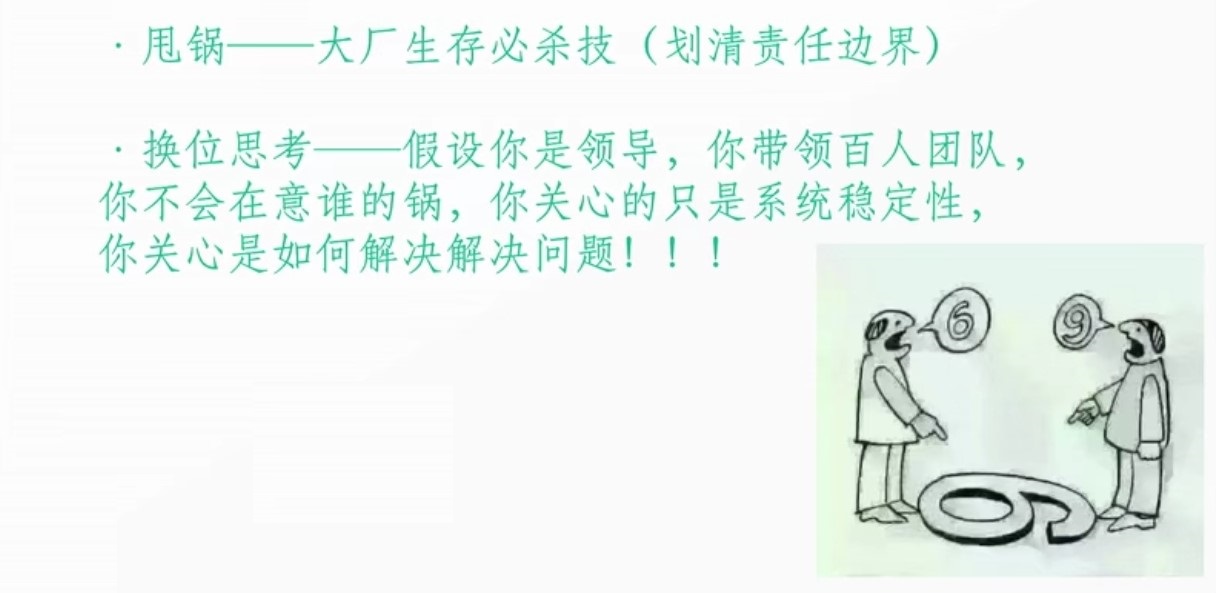 · 甩锅——大厂生存必杀技（划清责任边界）
· 换位思考——假设你是领导，你带领百人团队，
你不会在意谁的锅，你关心的只是系统稳定性，
你关心是如何解决解决问题！！！
6
9
6